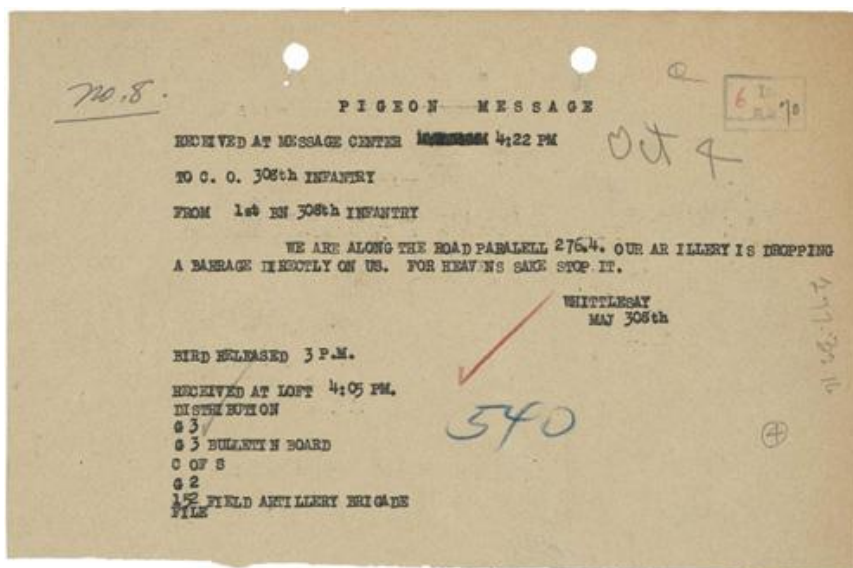 no. 8.
PIGEON MESSAGE
RECEIVED AT MESSAGE CENTER 4:22 PM
Oct 4
TO C. O. 308th INFANTRY
FROM 1st BN 308th INFANTRY
WE ARE ALONG THE ROAD PARALELL 276.4. OUR AR ILLERY IS DROPPING
A BARRAGE DIRECTLY ON US. FOR HEAVENS SAKE STOP IT.
WHITTLESAY
MAJ 308th
BIRD RELEASED 3 P.M.
RECEIVED AT LOFT 4:05 PM.
DISTRIBUTION
G 3
G 3 BULLETIN BOARD
C OF S
G 2
152 FIELD ARTILLERY BRIGADE
FILE
540
4